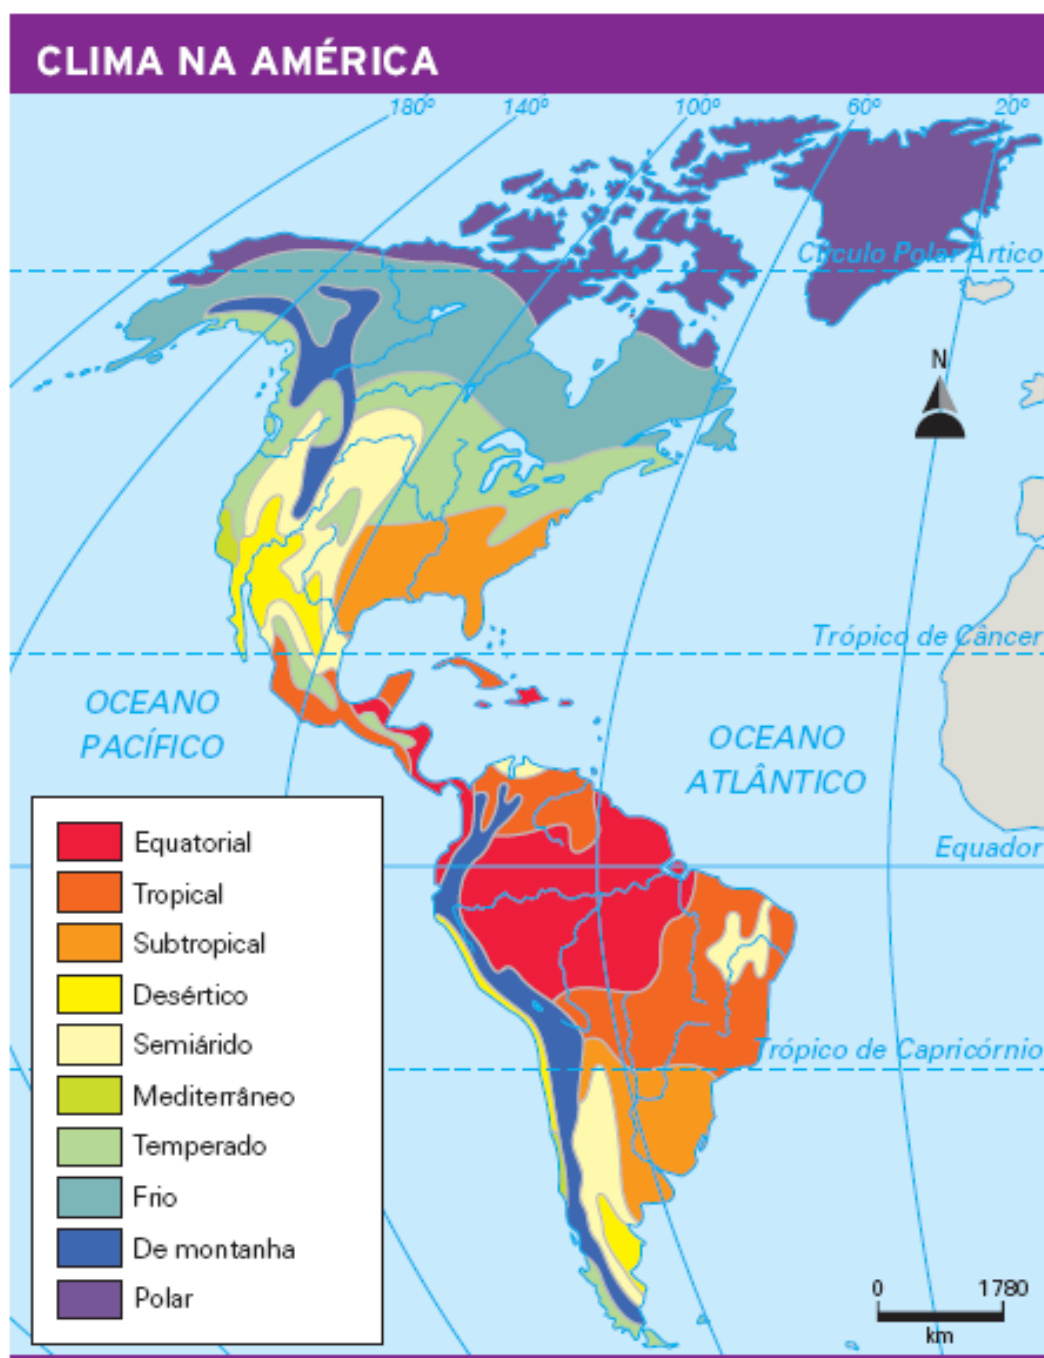 CLIMA NA AMÉRICA
180º
140º
100º
60º
20º
Círculo Polar Ártico
N
Trópico de Câncer
OCEANO
PACÍFICO
OCEANO
ATLÂNTICO
Equador
Trópico de Capricórnio
Equatorial
Tropical
Subtropical
Desértico
Semiárido
Mediterrâneo
Temperado
Frio
De montanha
Polar
0 1780
km